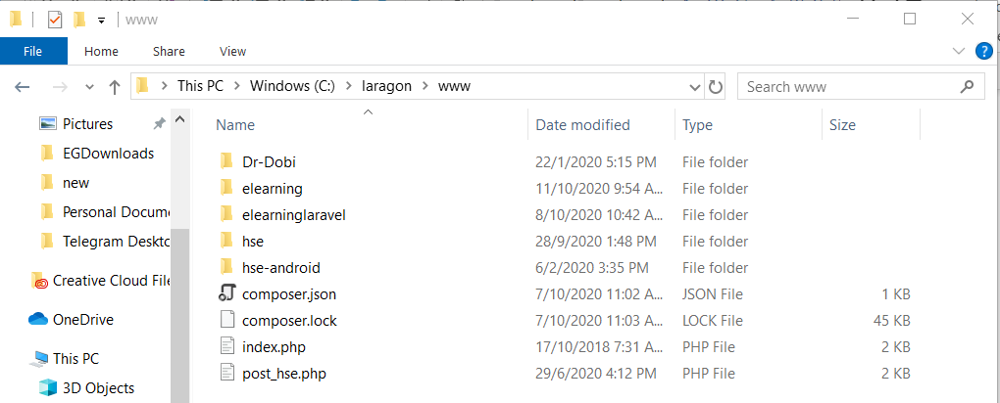 www
File Home Share View
This PC Windows (C:) laragon www Search www
Pictures
EGDownloads
new
Personal Docume
Telegram Deskto
Creative Cloud File
OneDrive
This PC
3D Objects
Name Date modified Type Size
Dr-Dobi 22/1/2020 5:15 PM File folder
elearning 11/10/2020 9:54 A... File folder
elearninglaravel 8/10/2020 10:42 A... File folder
hse 28/9/2020 1:48 PM File folder
hse-android 6/2/2020 3:35 PM File folder
composer.json 7/10/2020 11:02 A... JSON File 1 KB
composer.lock 7/10/2020 11:03 A... LOCK File 45 KB
index.php 17/10/2018 7:31 A... PHP File 2 KB
post_hse.php 29/6/2020 4:12 PM PHP File 2 KB